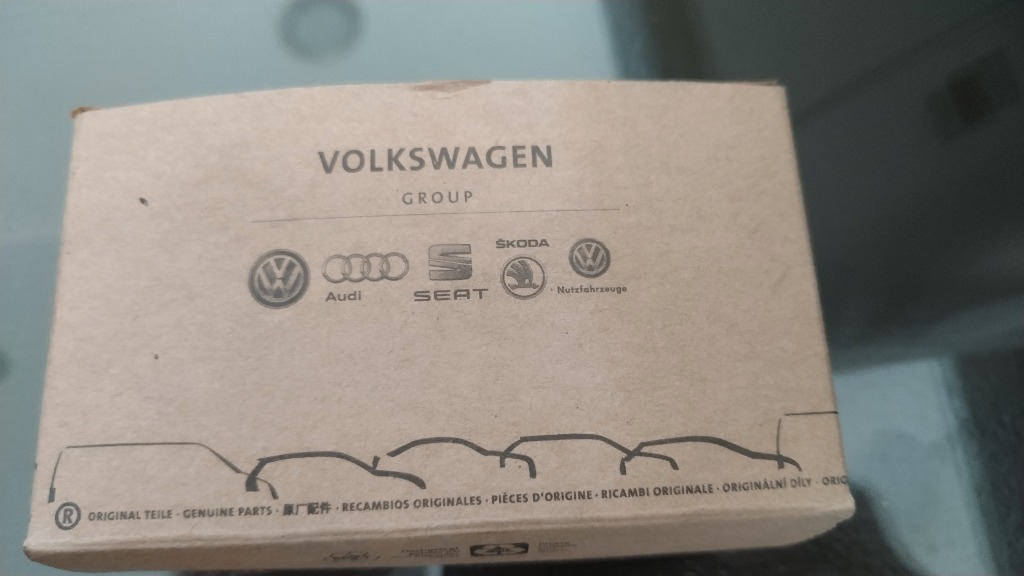 VOLKSWAGEN
GROUP
ŠKODA
Audi
SEAT
Nutzfahrzeuge
® ORIGINAL TEILE · GENUINE PARTS · 原厂配件 · RECAMBIOS ORIGINALES · PIÈCES D'ORIGINE · RICAMBI ORIGINALE · ORIGINÁLNÍ DÍLY · ORIG